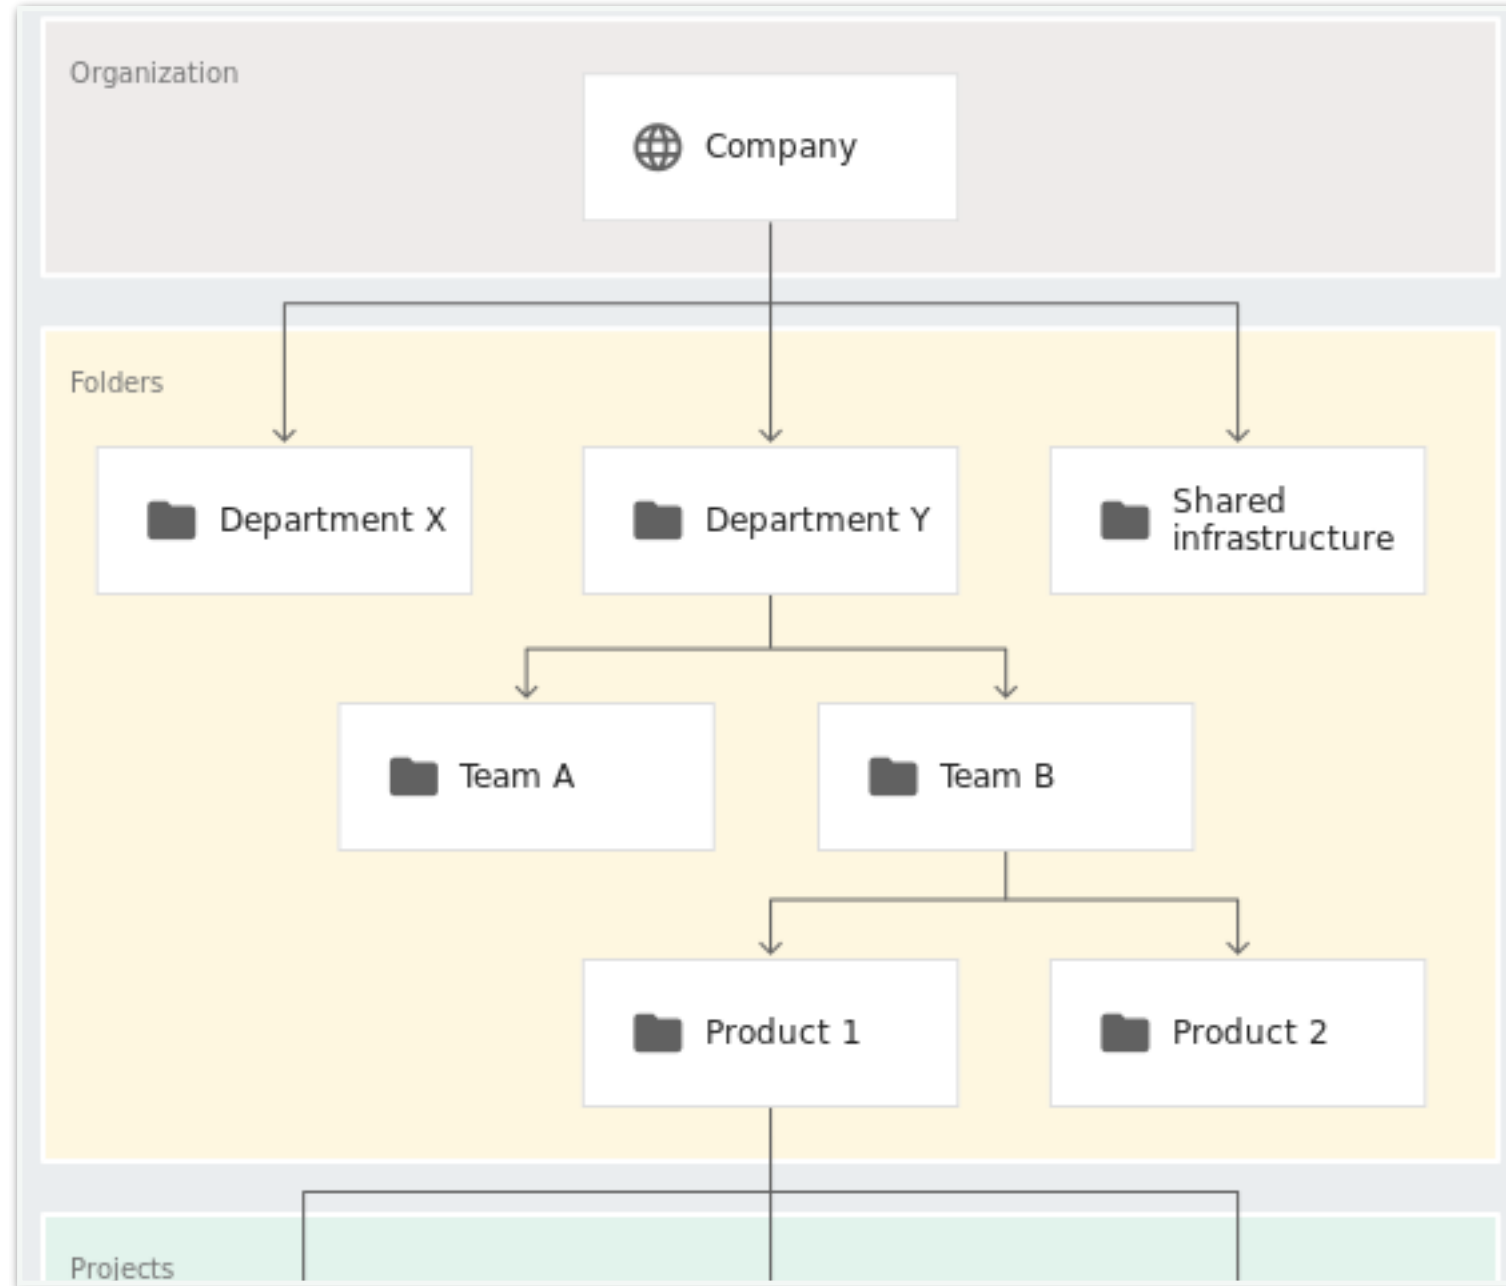 Organization
Company
Folders
Department X
Department Y
Shared
infrastructure
Team A
Team B
Product 1
Product 2
Projects